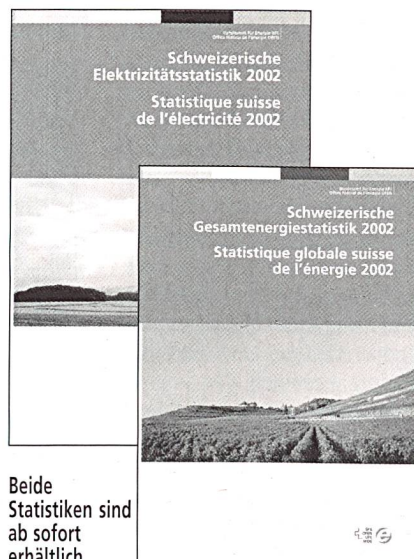 Schweizerische
Elektrizitätsstatistik 2002
Statistique suisse
de l'électricité 2002
Schweizerische
Gesamtenergiestatistik 2002
Statistique globale suisse
de l'énergie 2002
Beide
Statistiken sind
ab sofort
erhältlich